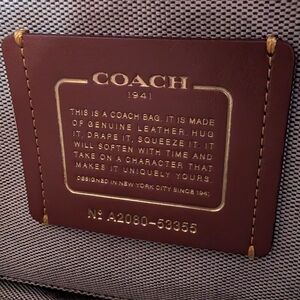 COACH
1941
THIS IS A COACH BAG. IT IS MADE
OF GENUINE LEATHER. HUG
IT, DRAPE IT, SQUEEZE IT. IT
WILL SOFTEN WITH TIME AND
TAKE ON A CHARACTER THAT
MAKES IT UNIQUELY YOURS.
DESIGNED IN NEW YORK CITY SINCE 1941
Nº A2080-53355